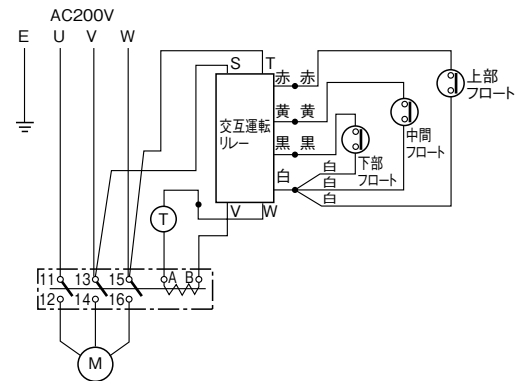 AC200V
E U V W
S T
赤 赤
上部
フロート
黄 黄
中間
フロート
交互運転
リレー
黒 黒
下部
フロート
白 白
白
白
V W
T
11 13 15 A B
12 14 16
M